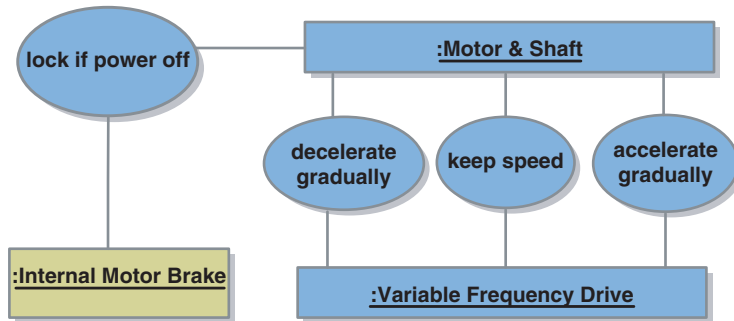 lock if power off
:Motor & Shaft
decelerate
gradually
keep speed
accelerate
gradually
:Internal Motor Brake
:Variable Frequency Drive